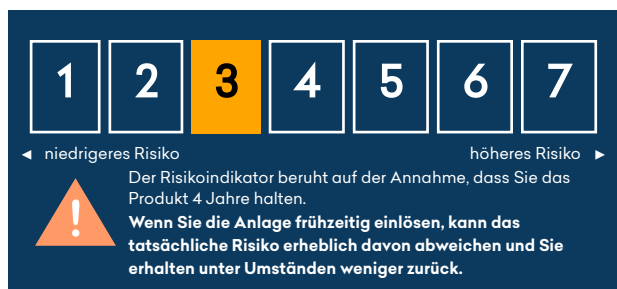 1 2 3 4 5 6 7
◄ niedrigeres Risiko höheres Risiko ►
Der Risikoindikator beruht auf der Annahme, dass Sie das
Produkt 4 Jahre halten.
Wenn Sie die Anlage frühzeitig einlösen, kann das
tatsächliche Risiko erheblich davon abweichen und Sie
erhalten unter Umständen weniger zurück.
!